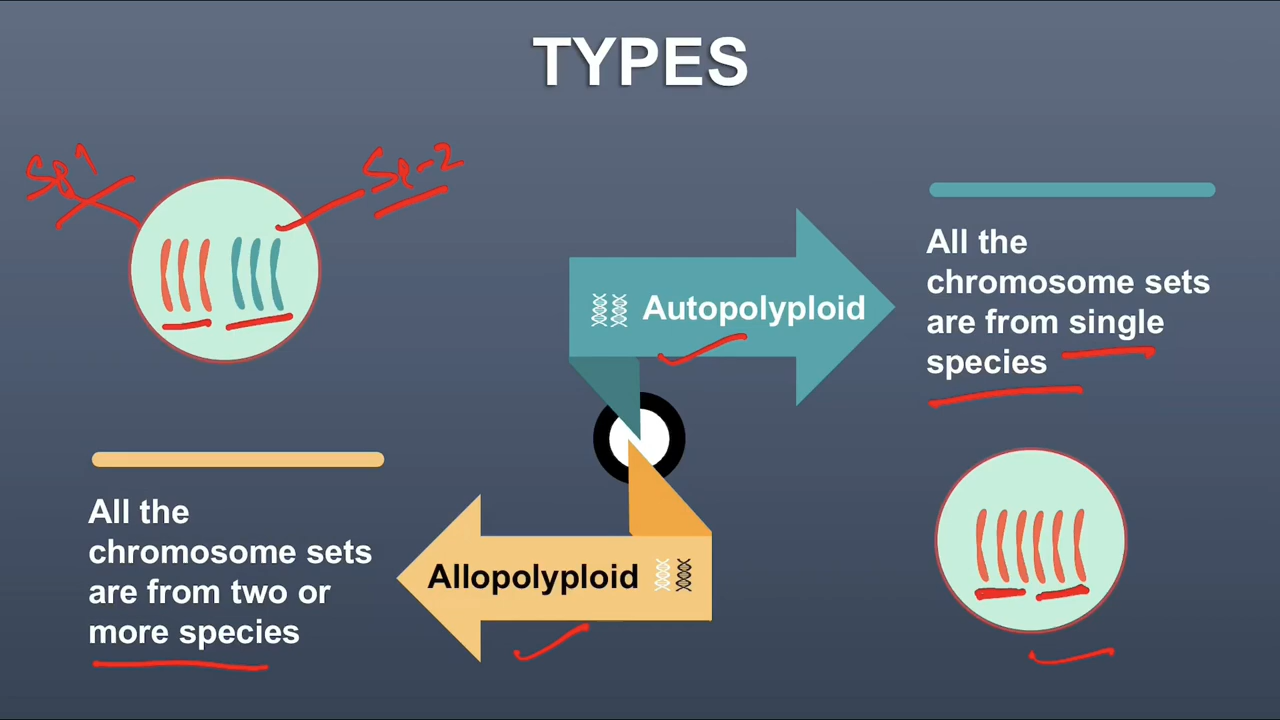 TYPES
Sp 1
Sp-2
All the
chromosome sets
are from single
species
Autopolyploid
All the
chromosome sets
are from two or
more species
Allopolyploid